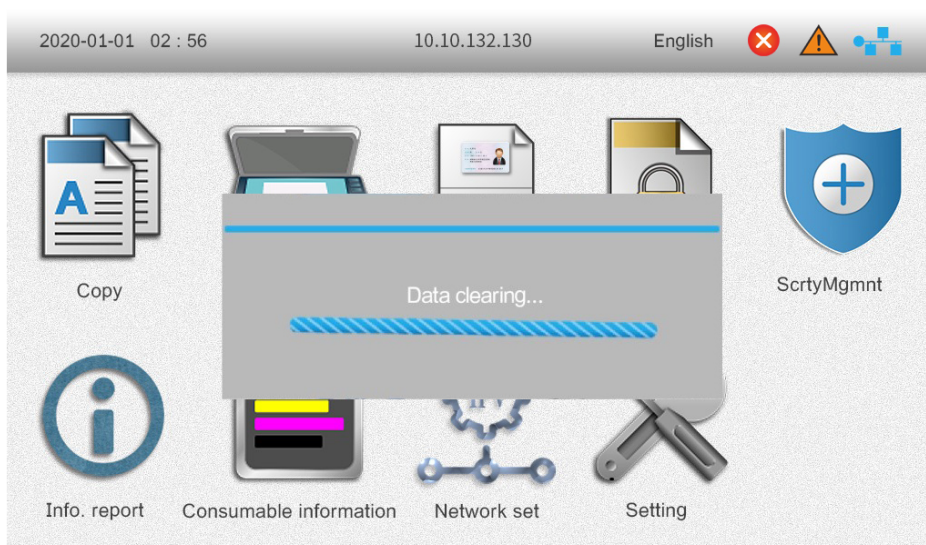 2020-01-01 02 : 56 10.10.132.130 English
A
Data clearing...
Copy
ScrtyMgmnt
Info. report
Consumable information
Network set
Setting